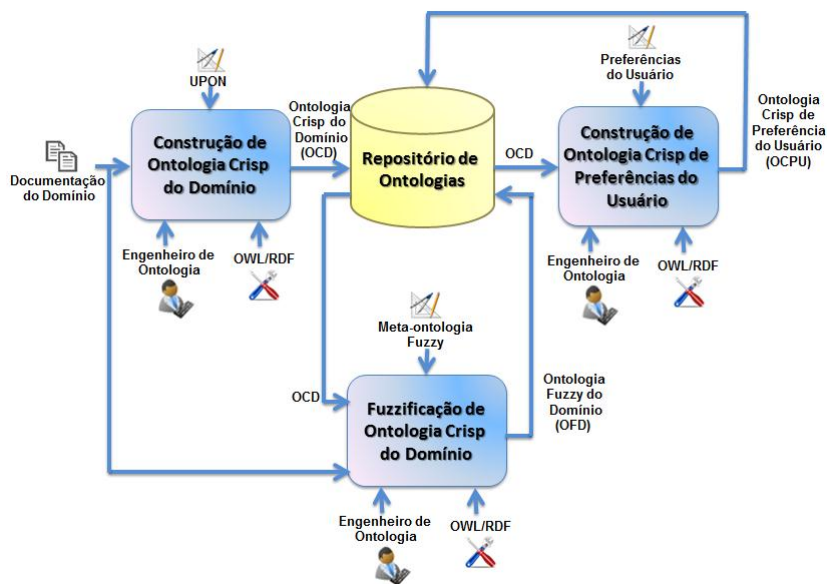 UPON
Construção de
Ontologia Crisp
do Domínio
Documentação
do Domínio
Engenheiro de
Ontologia
OWL/RDF
Ontologia
Crisp do
Domínio
(OCD)
Repositório de
Ontologias
OCD
Preferências
do Usuário
Construção de
Ontologia Crisp de
Preferências do
Usuário
Ontologia
Crisp de
Preferência
do Usuário
(OCPU)
Engenheiro de
Ontologia
OWL/RDF
Meta-ontologia
Fuzzy
OCD
Fuzzificação de
Ontologia Crisp
do Domínio
Ontologia
Fuzzy do
Domínio
(OFD)
Engenheiro de
Ontologia
OWL/RDF